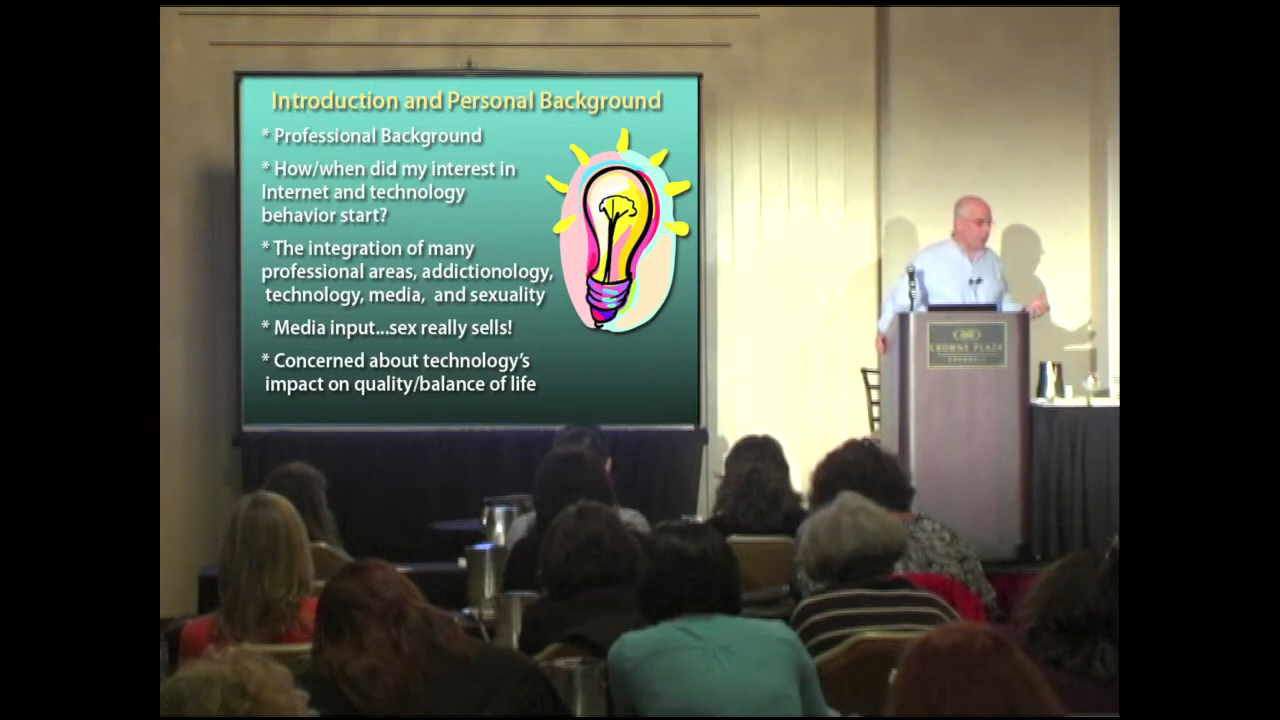 Introduction and Personal Background
* Professional Background
* How/when did my interest in
Internet and technology
behavior start?
* The integration of many
professional areas, addictionology,
technology, media, and sexuality
* Media input...sex really sells!
* Concerned about technology's
impact on quality/balance of life
CROWNE PLAZA